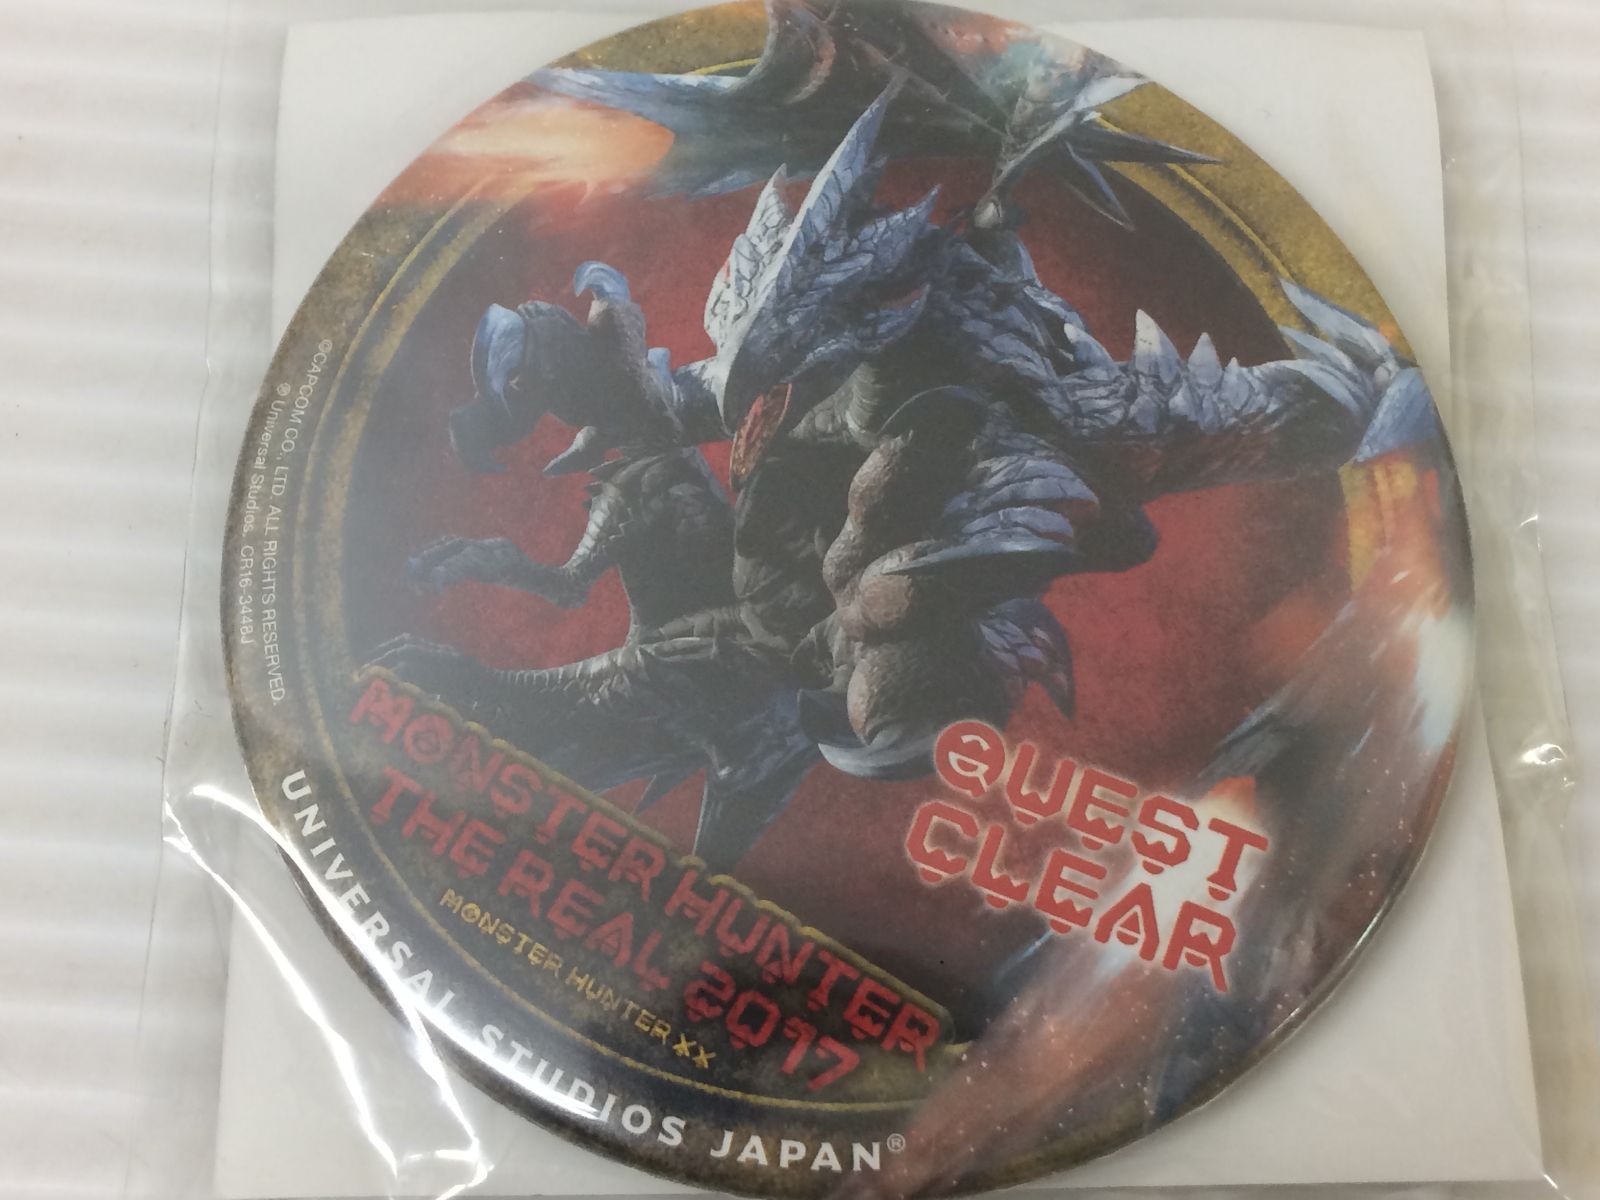 ©CAPCOM CO., LTD. ALL RIGHTS RESERVED.
® Universal Studios. CR16-3448J
MONSTER HUNTER
THE REAL 2017
MONSTER HUNTER XX
QUEST
CLEAR
UNIVERSAL STUDIOS JAPAN®